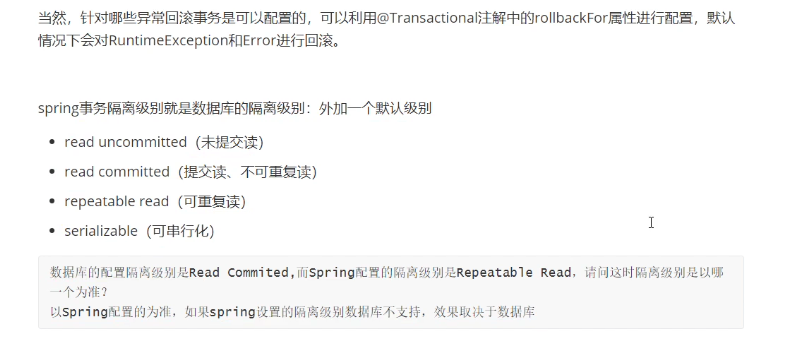 当然，针对哪些异常回滚事务是可以配置的，可以利用@Transactional注解中的rollbackFor属性进行配置，默认
情况下会对RuntimeException和Error进行回滚。
spring事务隔离级别就是数据库的隔离级别：外加一个默认级别
• read uncommitted（未提交读）
• read committed（提交读、不可重复读）
• repeatable read（可重复读）
• serializable（可串行化）
数据库的配置隔离级别是Read Commited,而Spring配置的隔离级别是Repeatable Read，请问这时隔离级别是以哪
一个为准？
以Spring配置的为准，如果spring设置的隔离级别数据库不支持，效果取决于数据库